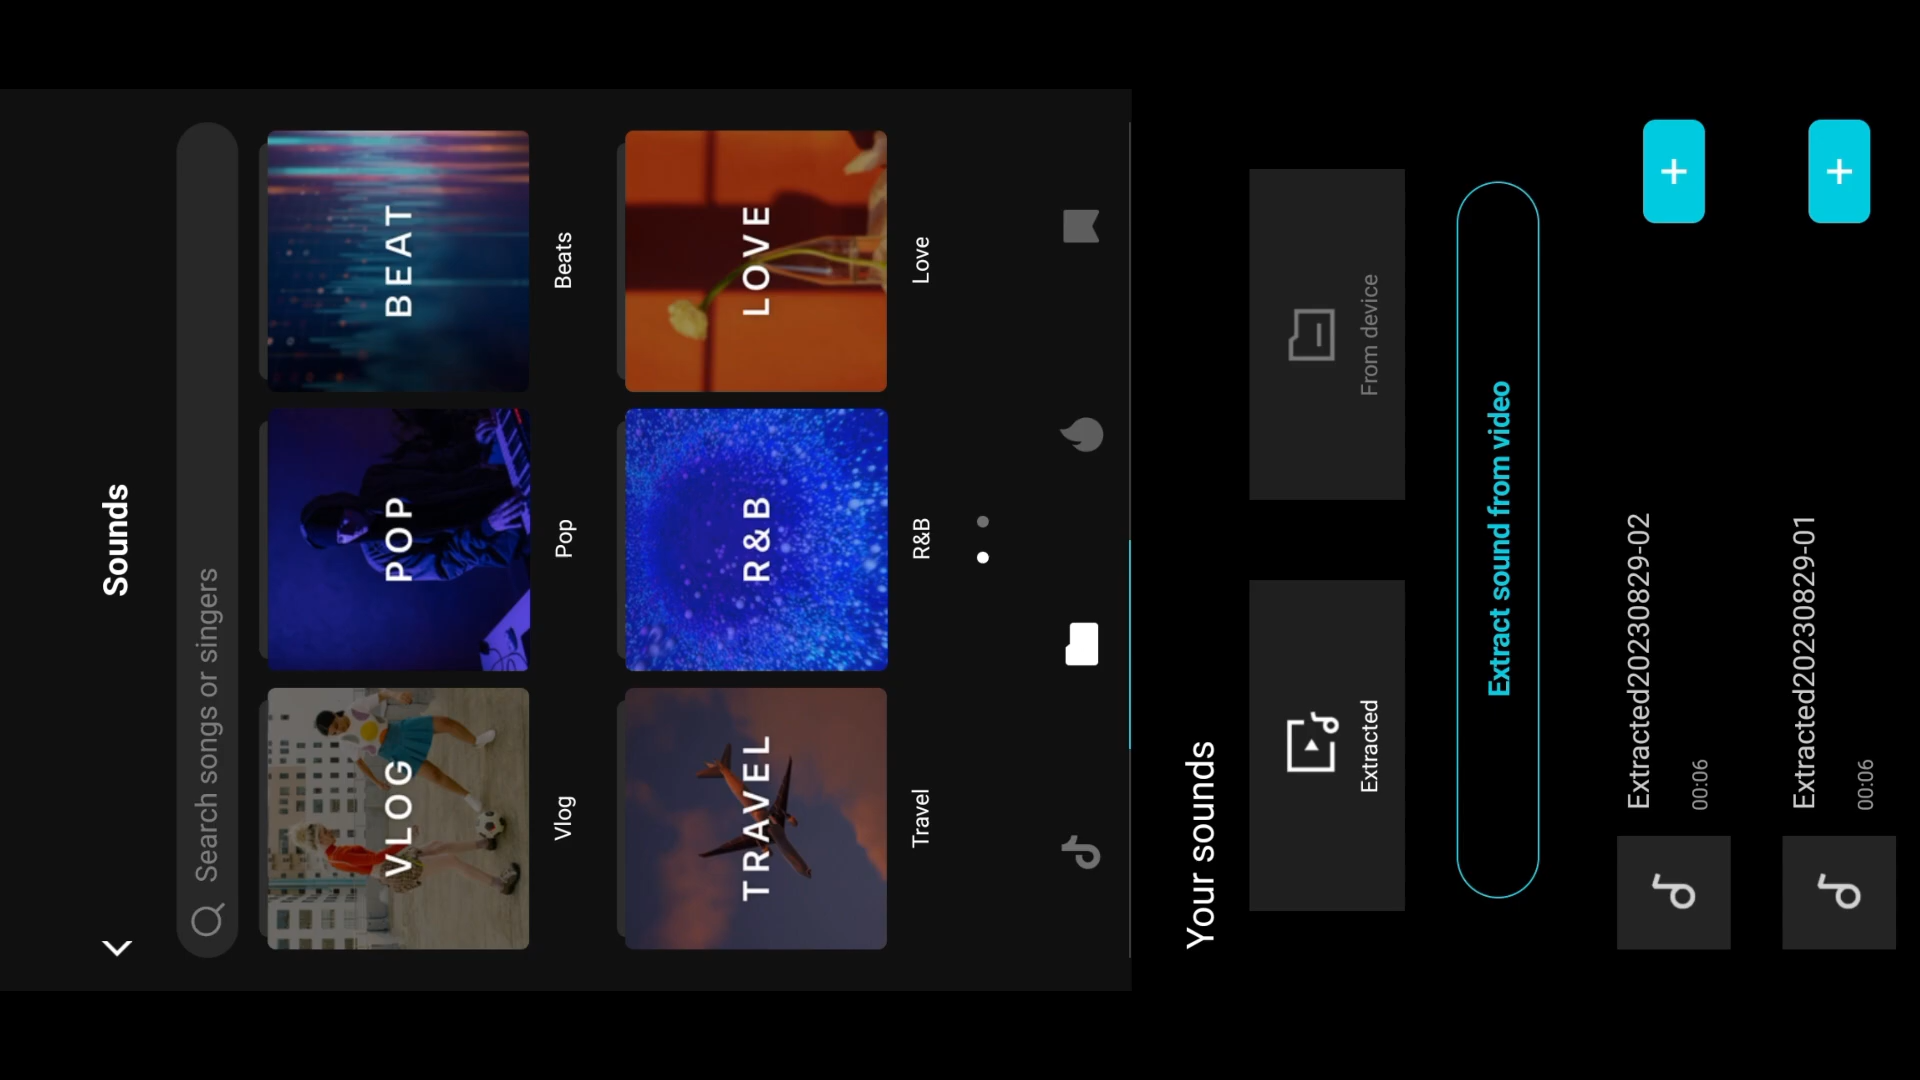 Sounds
Search songs or singers
VLOG
POP
BEAT
Vlog
Pop
Beats
TRAVEL
R&B
LOVE
Travel
R&B
Love
Your sounds
Extracted
From device
Extract sound from video
Extracted20230829-02
00:06
Extracted20230829-01
00:06